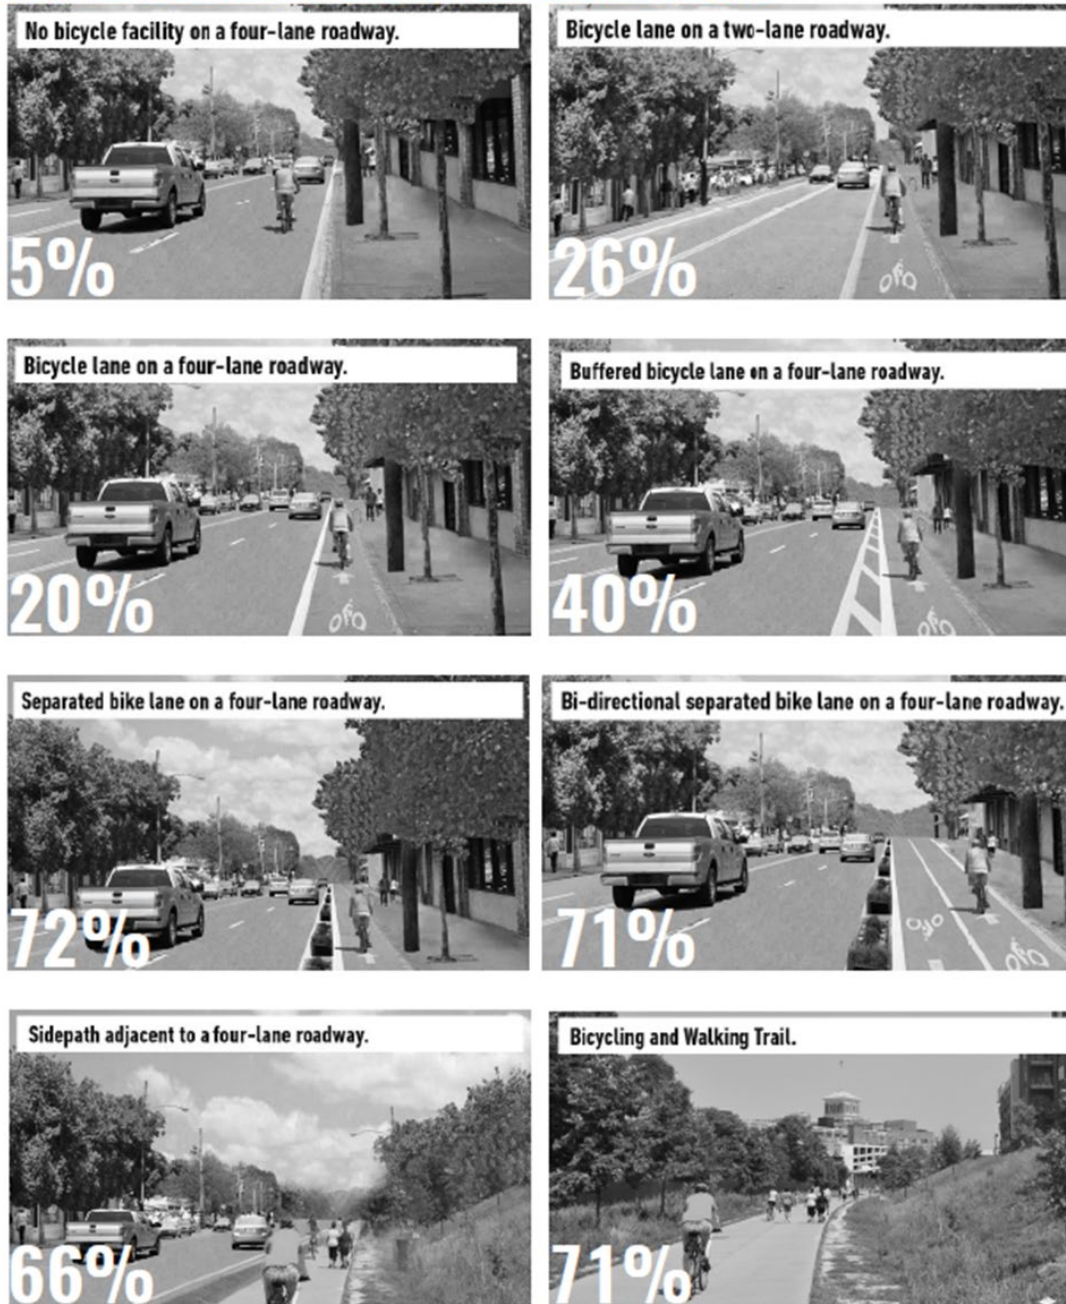 No bicycle facility on a four-lane roadway.
5%
Bicycle lane on a two-lane roadway.
26%
Bicycle lane on a four-lane roadway.
20%
Buffered bicycle lane on a four-lane roadway.
40%
Separated bike lane on a four-lane roadway.
72%
Bi-directional separated bike lane on a four-lane roadway.
71%
Sidepath adjacent to a four-lane roadway.
66%
Bicycling and Walking Trail.
71%